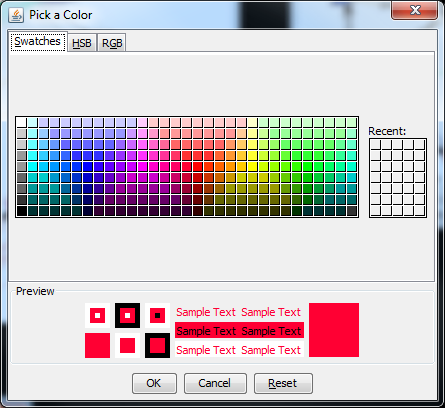 Pick a Color
Swatches HSB RGB
Recent:
Preview
Sample Text Sample Text
Sample Text Sample Text
Sample Text Sample Text
OK Cancel Reset